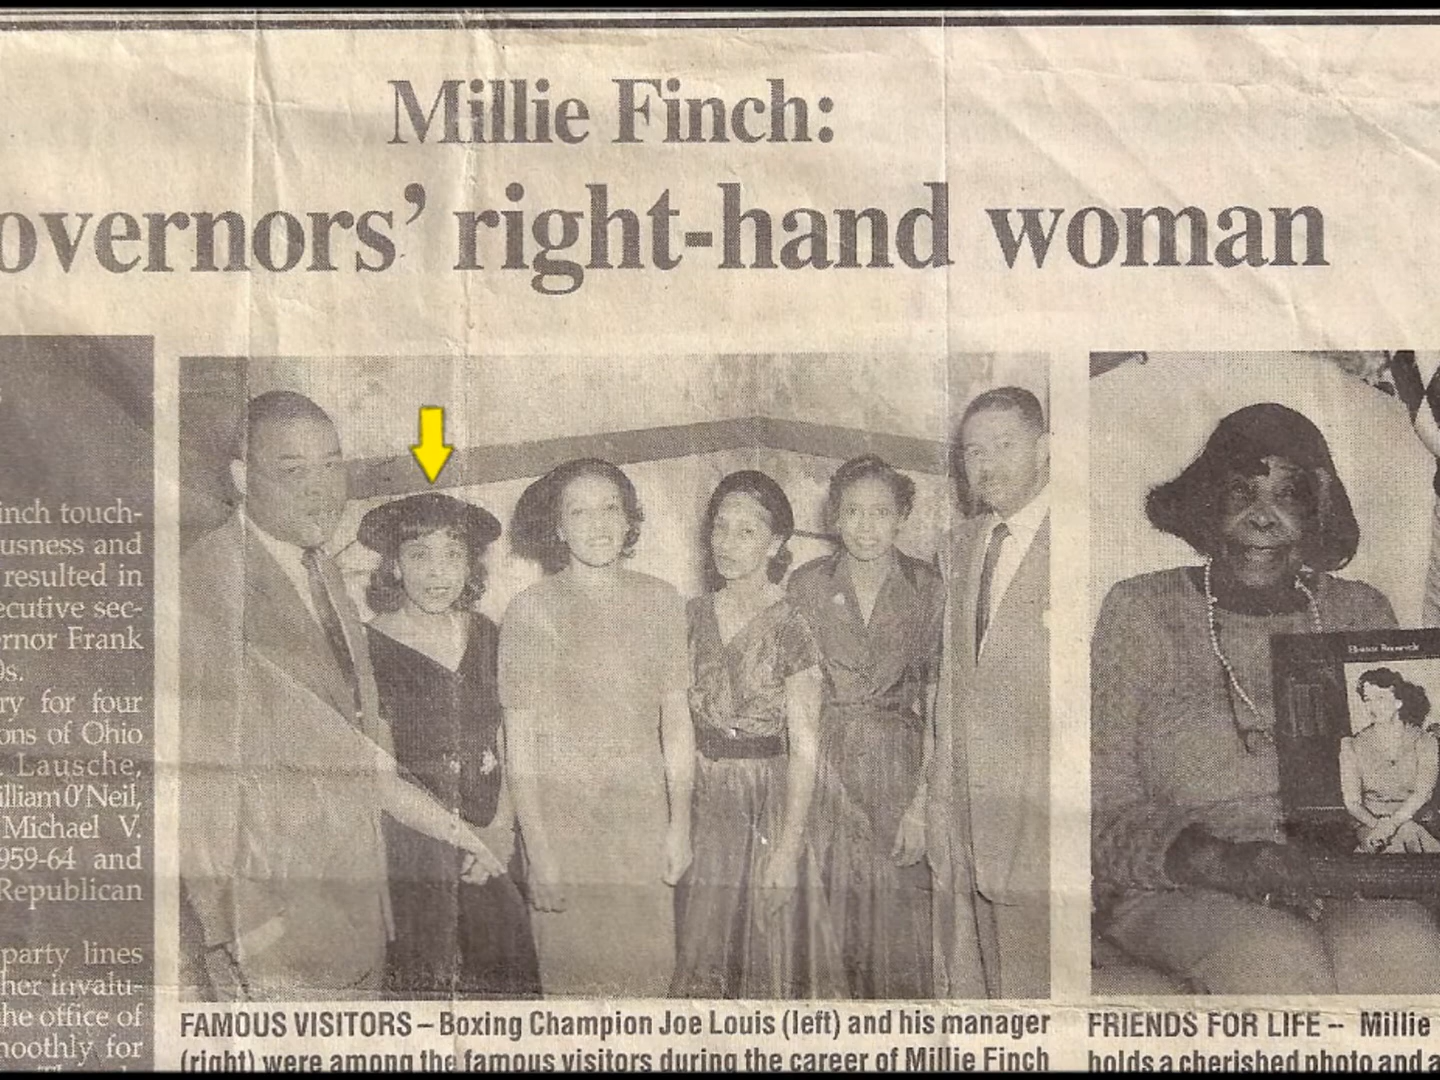 Millie Finch:
overnors’ right-hand woman
inch touch-
usness and
resulted in
ecutive sec-
rnor Frank
0s.
ry for four
ons of Ohio
. Lausche,
illiam O'Neil,
Michael V.
959-64 and
Republican
party lines
her invalu-
he office of
noothly for
FAMOUS VISITORS – Boxing Champion Joe Louis (left) and his manager
(right) were among the famous visitors during the career of Millie Finch
Eleanor Roosevelt
FRIENDS FOR LIFE -- Millie
holds a cherished photo and a